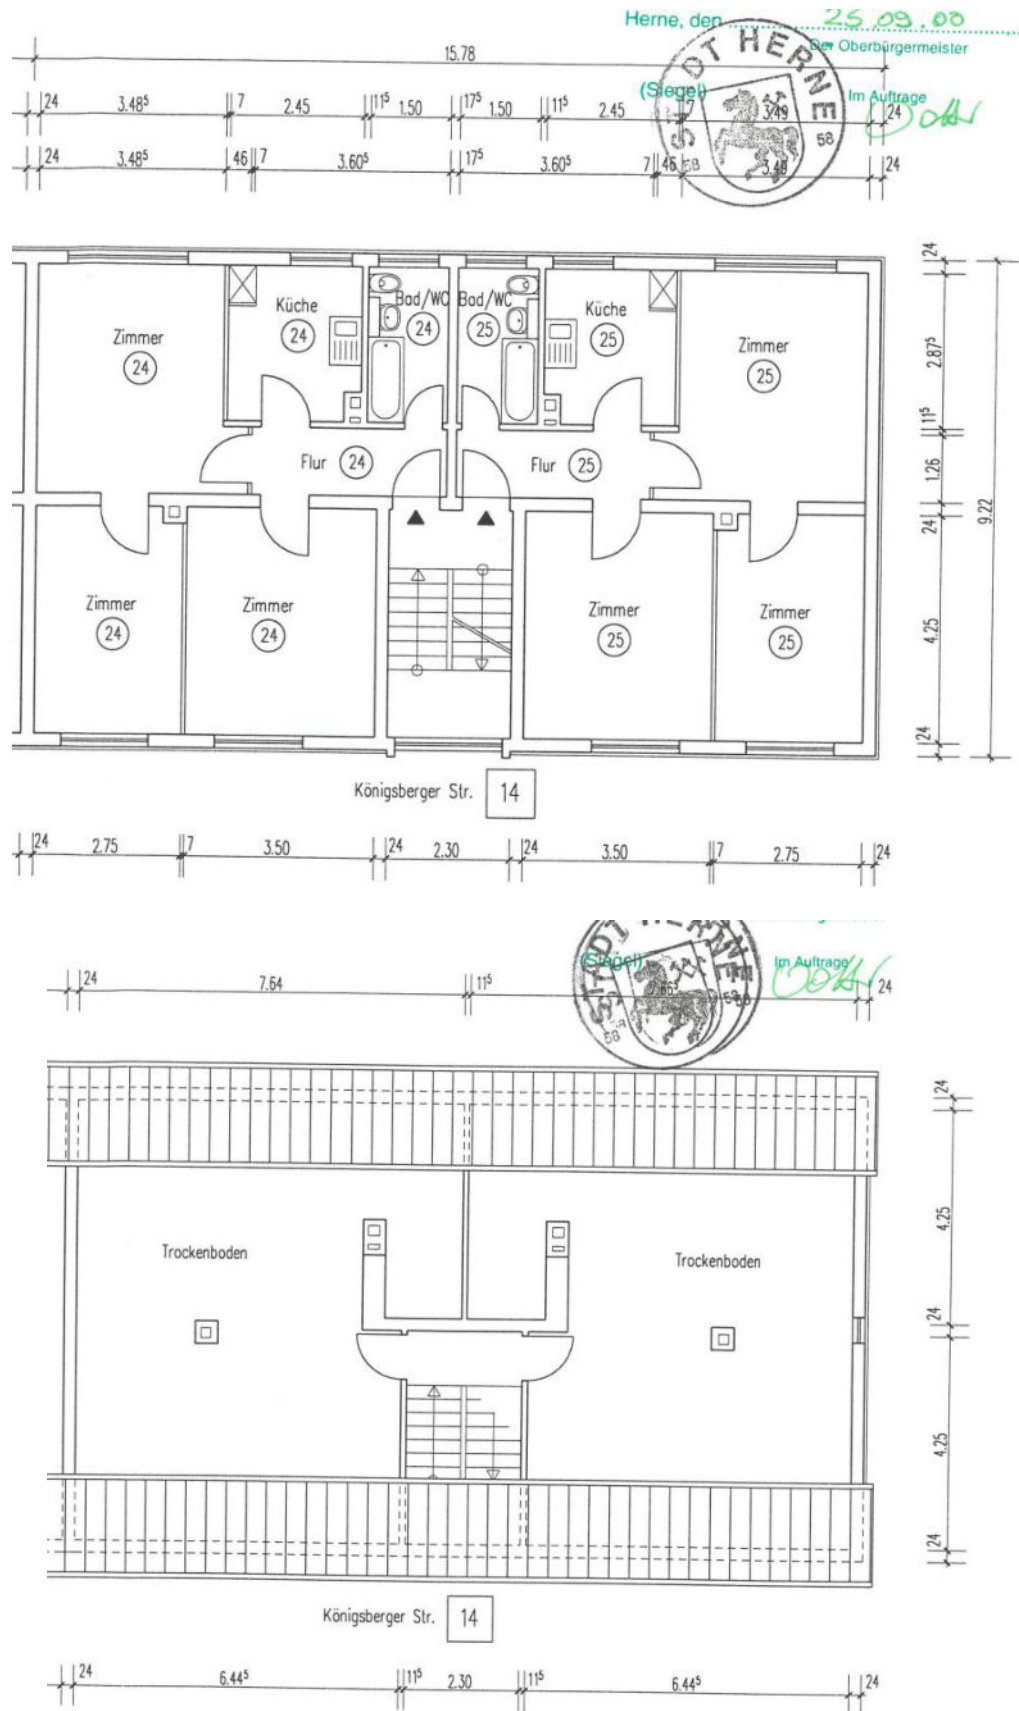 Herne, den 25.09.00
Der Oberbürgermeister
(Siegel)
Im Auftrage
STADT HERNE
58 58
15.78
24 3.48⁵ 7 2.45 11⁵ 1.50 17⁵ 1.50 11⁵ 2.45 7 3.49 24
24 3.48⁵ 46 7 3.60⁵ 17⁵ 3.60⁵ 7 46 3.48 24
Zimmer
24
Küche
24
Bad/WC
24
Bad/WC
25
Küche
25
Zimmer
25
Flur 24
Flur 25
Zimmer
24
Zimmer
24
Zimmer
25
Zimmer
25
24
2.87⁵
11⁵
1.26
24
4.25
24
9.22
Königsberger Str. 14
24 2.75 7 3.50 24 2.30 24 3.50 7 2.75 24
STADT HERNE
(Siegel)
Im Auftrage
58
24 7.64 11⁵ 24
Trockenboden
Trockenboden
24
4.25
24
4.25
24
Königsberger Str. 14
24 6.44⁵ 11⁵ 2.30 11⁵ 6.44⁵ 24